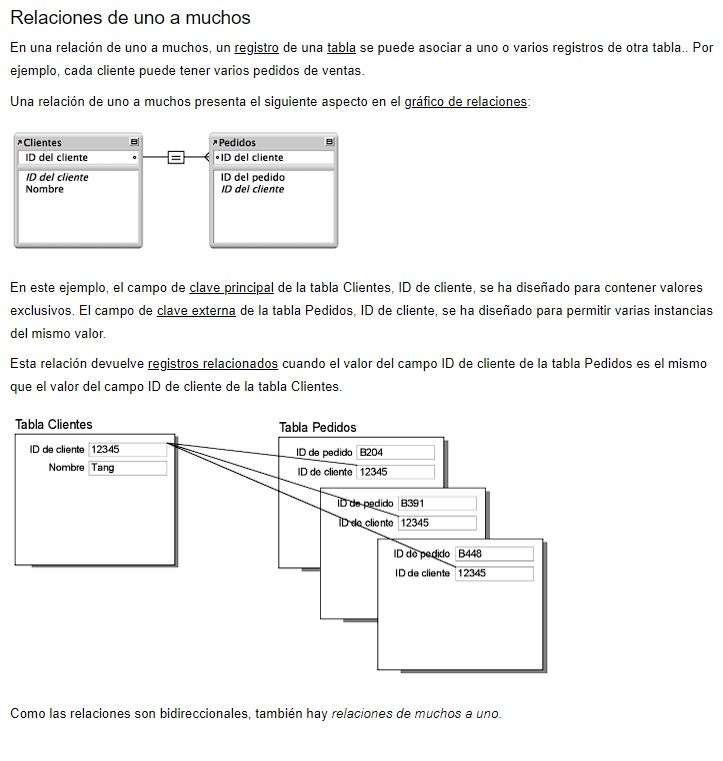 Relaciones de uno a muchos
En una relación de uno a muchos, un registro de una tabla se puede asociar a uno o varios registros de otra tabla.. Por
ejemplo, cada cliente puede tener varios pedidos de ventas.
Una relación de uno a muchos presenta el siguiente aspecto en el gráfico de relaciones:
Clientes
ID del cliente
ID del cliente
Nombre
Pedidos
ID del cliente
ID del pedido
ID del cliente
En este ejemplo, el campo de clave principal de la tabla Clientes, ID de cliente, se ha diseñado para contener valores
exclusivos. El campo de clave externa de la tabla Pedidos, ID de cliente, se ha diseñado para permitir varias instancias
del mismo valor.
Esta relación devuelve registros relacionados cuando el valor del campo ID de cliente de la tabla Pedidos es el mismo
que el valor del campo ID de cliente de la tabla Clientes.
Tabla Clientes
ID de cliente 12345
Nombre Tang
Tabla Pedidos
ID de pedido B204
ID de cliente 12345
ID de pedido B391
ID de cliente 12345
ID de pedido B448
ID de cliente 12345
Como las relaciones son bidireccionales, también hay relaciones de muchos a uno.